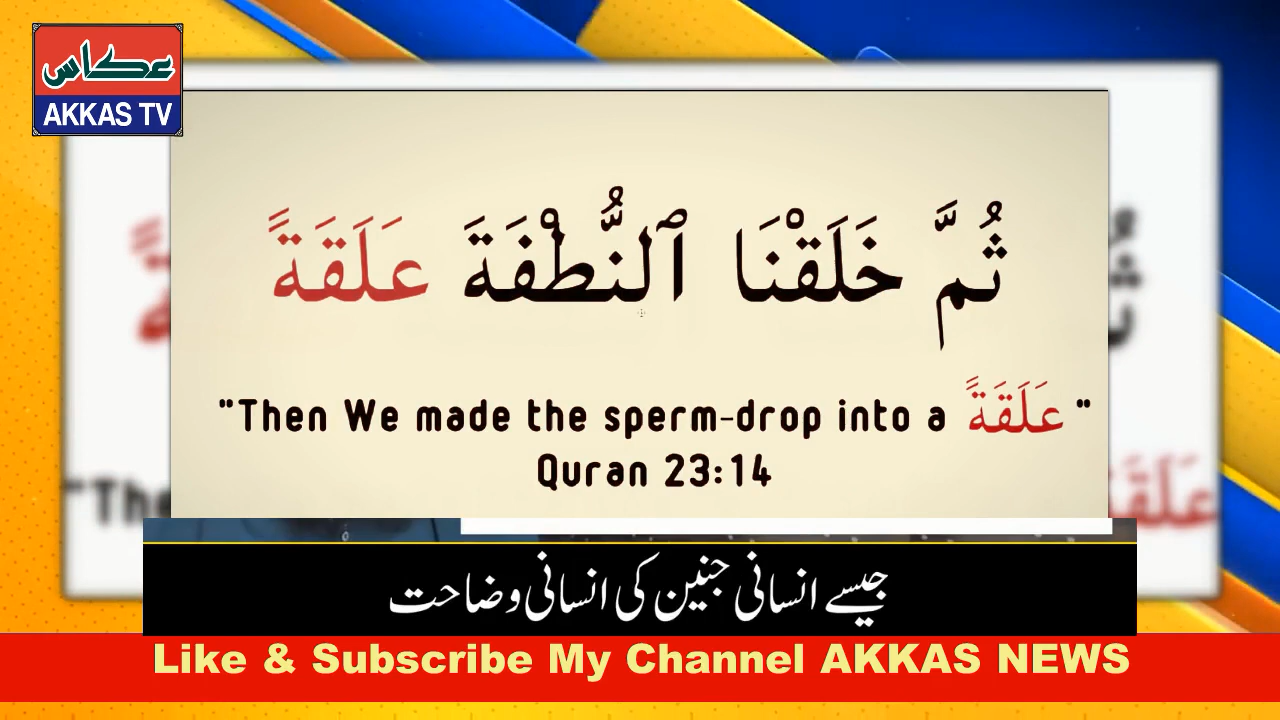 عکاس
AKKAS TV
ثُمَّ خَلَقْنَا ٱلنُّطْفَةَ عَلَقَةً
"Then We made the sperm-drop into a عَلَقَةً "
Quran 23:14
"The
عَلَقَةً
جیسے انسانی جنین کی انسانی وضاحت
Like & Subscribe My Channel AKKAS NEWS